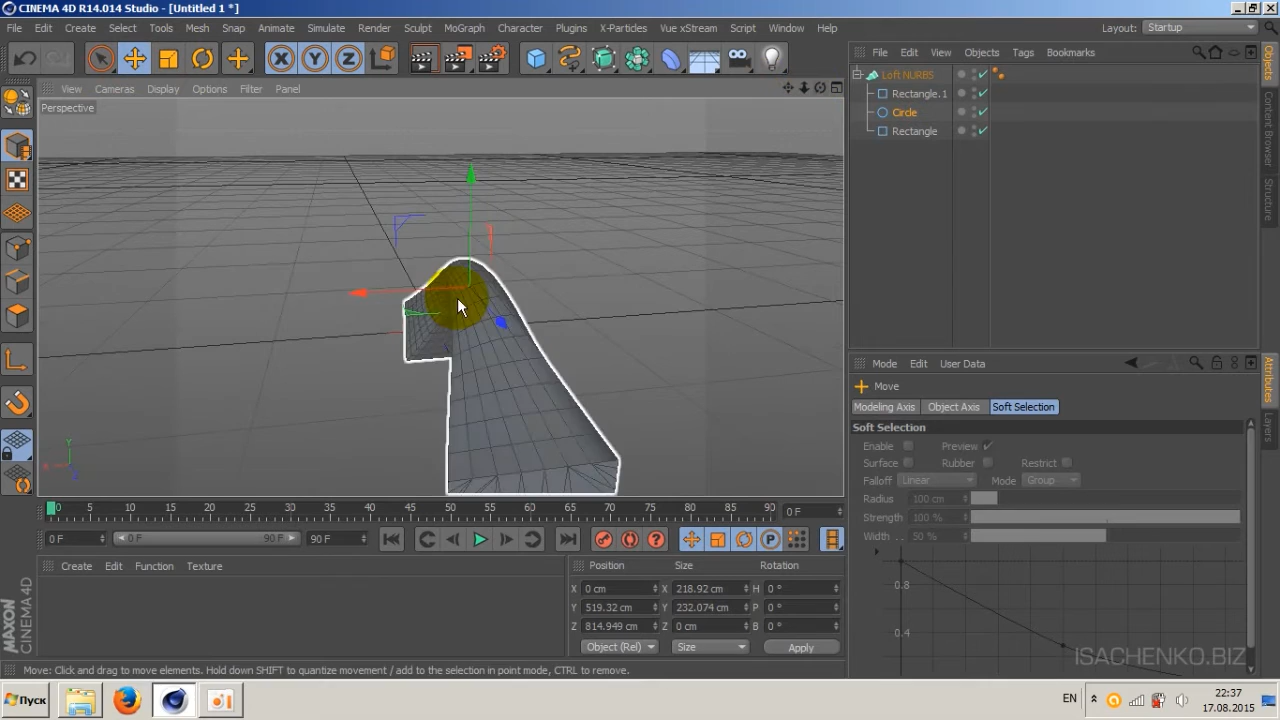 CINEMA 4D R14.014 Studio - [Untitled 1 *]
File Edit Create Select Tools Mesh Snap Animate Simulate Render Sculpt MoGraph Character Plugins X-Particles Vue xStream Script Window Help
Layout: Startup
X Y Z P
File Edit View Objects Tags Bookmarks
View Cameras Display Options Filter Panel
Perspective
Loft NURBS
Rectangle.1
Circle
Rectangle
Objects
Content Browser
Structure
Y
X
Z
Mode Edit User Data
Move
Modeling Axis Object Axis Soft Selection
Soft Selection
Enable Preview
Surface Rubber Restrict
Falloff Linear Mode Group
Radius 100 cm
Strength 100 %
Width . . 50 %
0.8
0.4
Attributes
Layers
0 5 10 15 20 25 30 35 40 45 50 55 60 65 70 75 80 85 90 0 F
0 F 0 F 90 F 90 F
Create Edit Function Texture
Position Size Rotation
X 0 cm X 218.92 cm H 0 °
Y 519.32 cm Y 232.074 cm P 0 °
Z 814.949 cm Z 0 cm B 0 °
Object (Rel) Size Apply
MAXON
CINEMA 4D
Move: Click and drag to move elements. Hold down SHIFT to quantize movement / add to the selection in point mode, CTRL to remove.
ISACHENKO.BIZ
Пуск
EN
22:37
17.08.2015